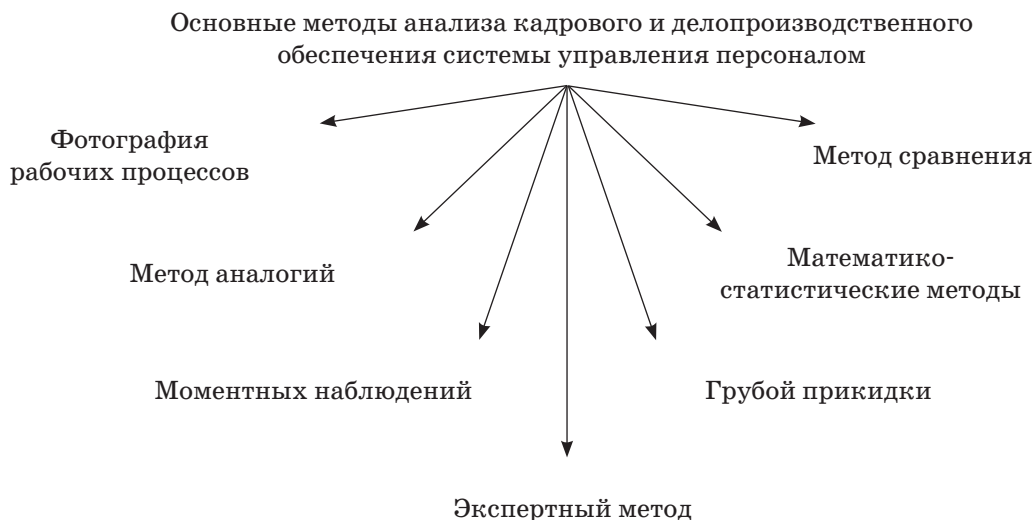 Основные методы анализа кадрового и делопроизводственного
обеспечения системы управления персоналом
Фотография
рабочих процессов
Метод сравнения
Метод аналогий
Математико-
статистические методы
Моментных наблюдений
Грубой прикидки
Экспертный метод